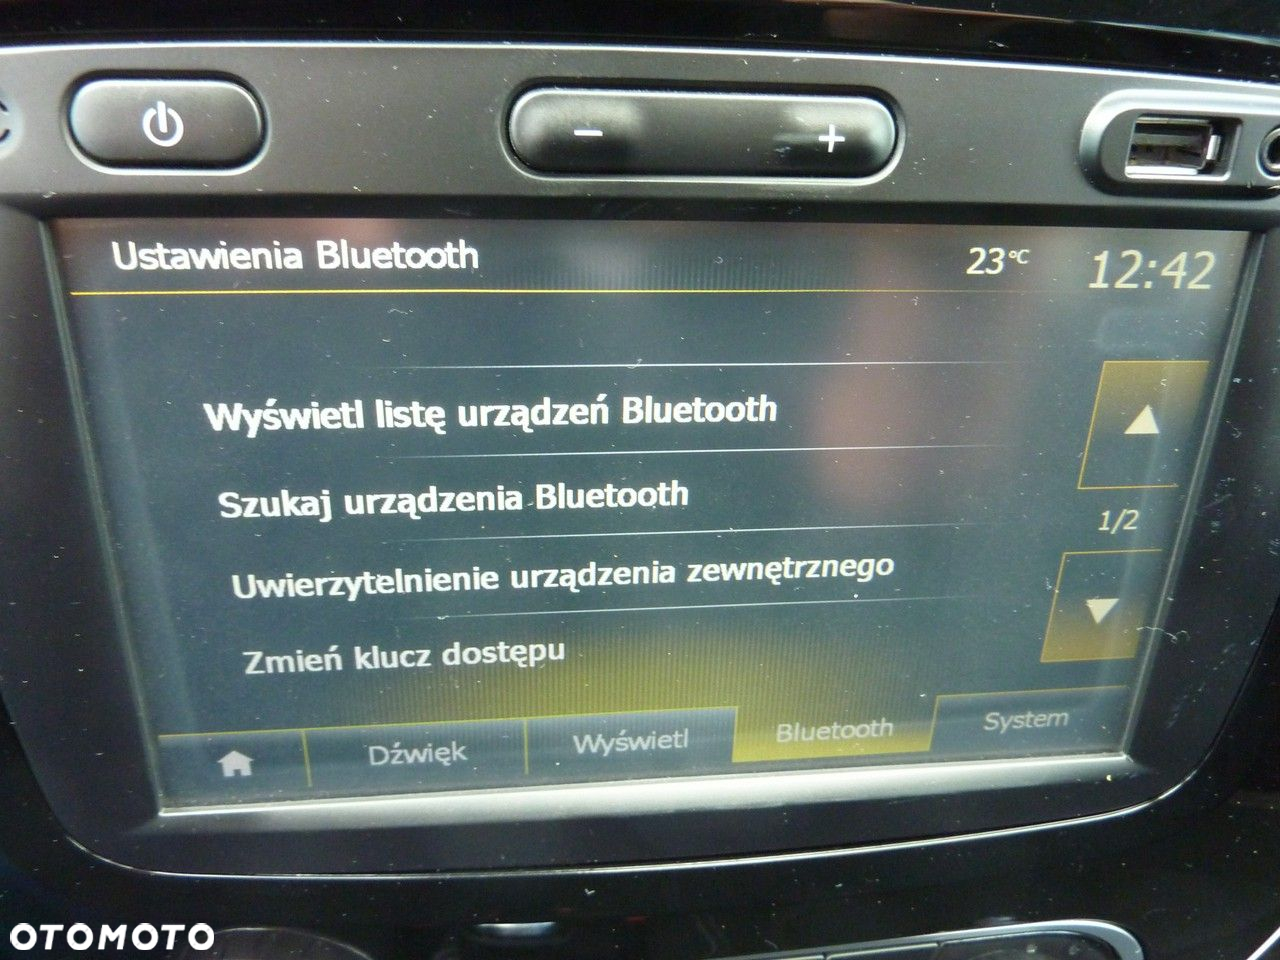 Ustawienia Bluetooth 23°C 12:42
Wyświetl listę urządzeń Bluetooth
Szukaj urządzenia Bluetooth
1/2
Uwierzytelnienie urządzenia zewnętrznego
Zmień klucz dostępu
Dźwięk Wyświetl Bluetooth System
OTOMOTO